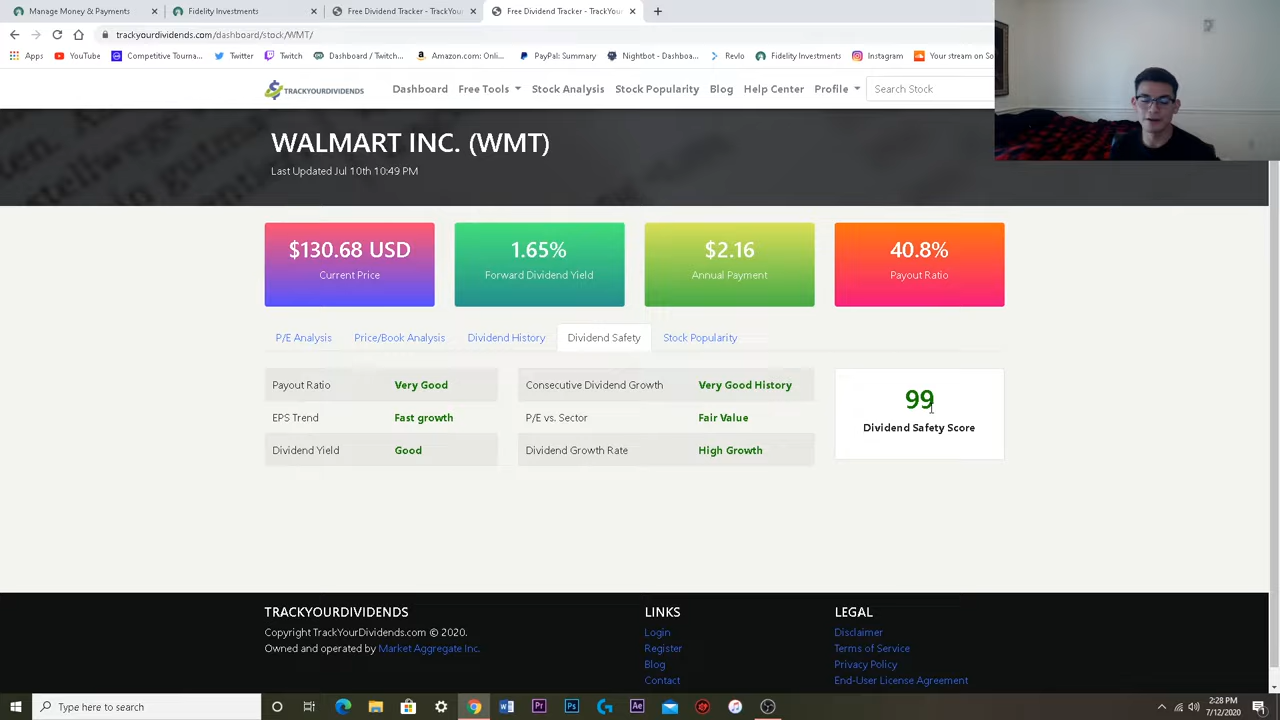 Manage Money & Payments
Fidelity Investments
Free Dividend Tracker - TrackYour
Free Dividend Tracker - TrackYour
trackyourdividends.com/dashboard/stock/WMT/
Apps
YouTube
Competitive Tourna...
Twitter
Twitch
Dashboard / Twitch...
Amazon.com: Onli...
PayPal: Summary
Nightbot - Dashboa...
Revlo
Fidelity Investments
Instagram
Your stream on
TRACKYOURDIVIDENDS
Dashboard
Free Tools
Stock Analysis
Stock Popularity
Blog
Help Center
Profile
Search Stock
WALMART INC. (WMT)
Last Updated Jul 10th 10:49 PM
$130.68 USD
Current Price
1.65%
Forward Dividend Yield
$2.16
Annual Payment
40.8%
Payout Ratio
P/E Analysis
Price/Book Analysis
Dividend History
Dividend Safety
Stock Popularity
Payout Ratio Very Good
EPS Trend Fast growth
Dividend Yield Good
Consecutive Dividend Growth Very Good History
P/E vs. Sector Fair Value
Dividend Growth Rate High Growth
99
Dividend Safety Score
TRACKYOURDIVIDENDS
Copyright TrackYourDividends.com © 2020.
Owned and operated by Market Aggregate Inc.
LINKS
Login
Register
Blog
Contact
LEGAL
Disclaimer
Terms of Service
Privacy Policy
End-User License Agreement
Type here to search
2:28 PM
7/12/2020